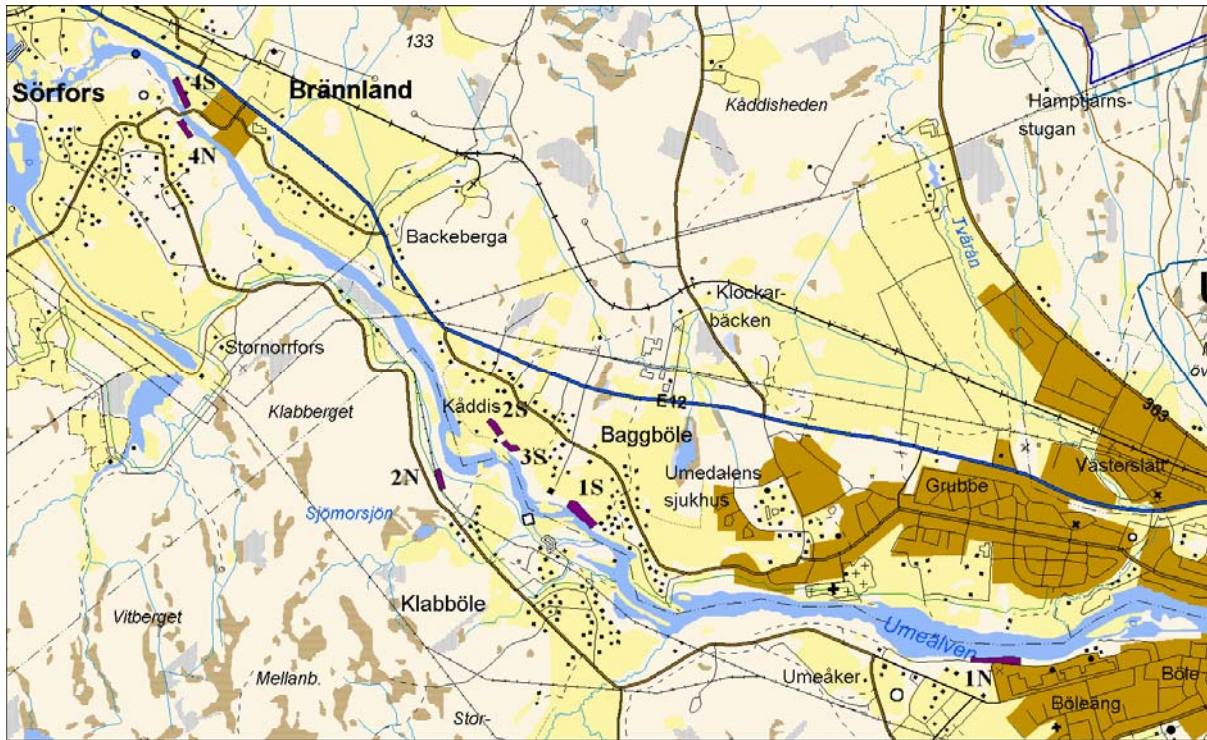 133
4S
Sörfors
Brännland
Kåddisheden
Hamptjärns-
stugan
4N
Tvärån
Backeberga
Klockar-
bäcken
Stornorrfors
Klabberget
Kåddis
2S
E12
363
Baggböle
3S
Umedalens
sjukhus
Västerslätt
Grubbe
2N
1S
Sjömorsjön
Klabböle
Vitberget
Umeälven
Mellanb.
Umeåker
1N
Böle
Böleäng
Stor-